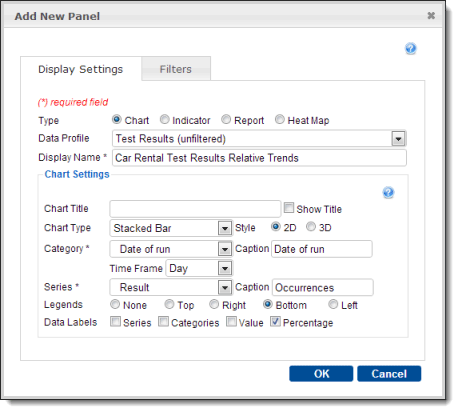 Add New Panel
Display Settings Filters
(*) required field
Type Chart Indicator Report Heat Map
Data Profile Test Results (unfiltered)
Display Name * Car Rental Test Results Relative Trends
Chart Settings
Chart Title Show Title
Chart Type Stacked Bar Style 2D 3D
Category * Date of run Caption Date of run
Time Frame Day
Series * Result Caption Occurrences
Legends None Top Right Bottom Left
Data Labels Series Categories Value Percentage
OK Cancel